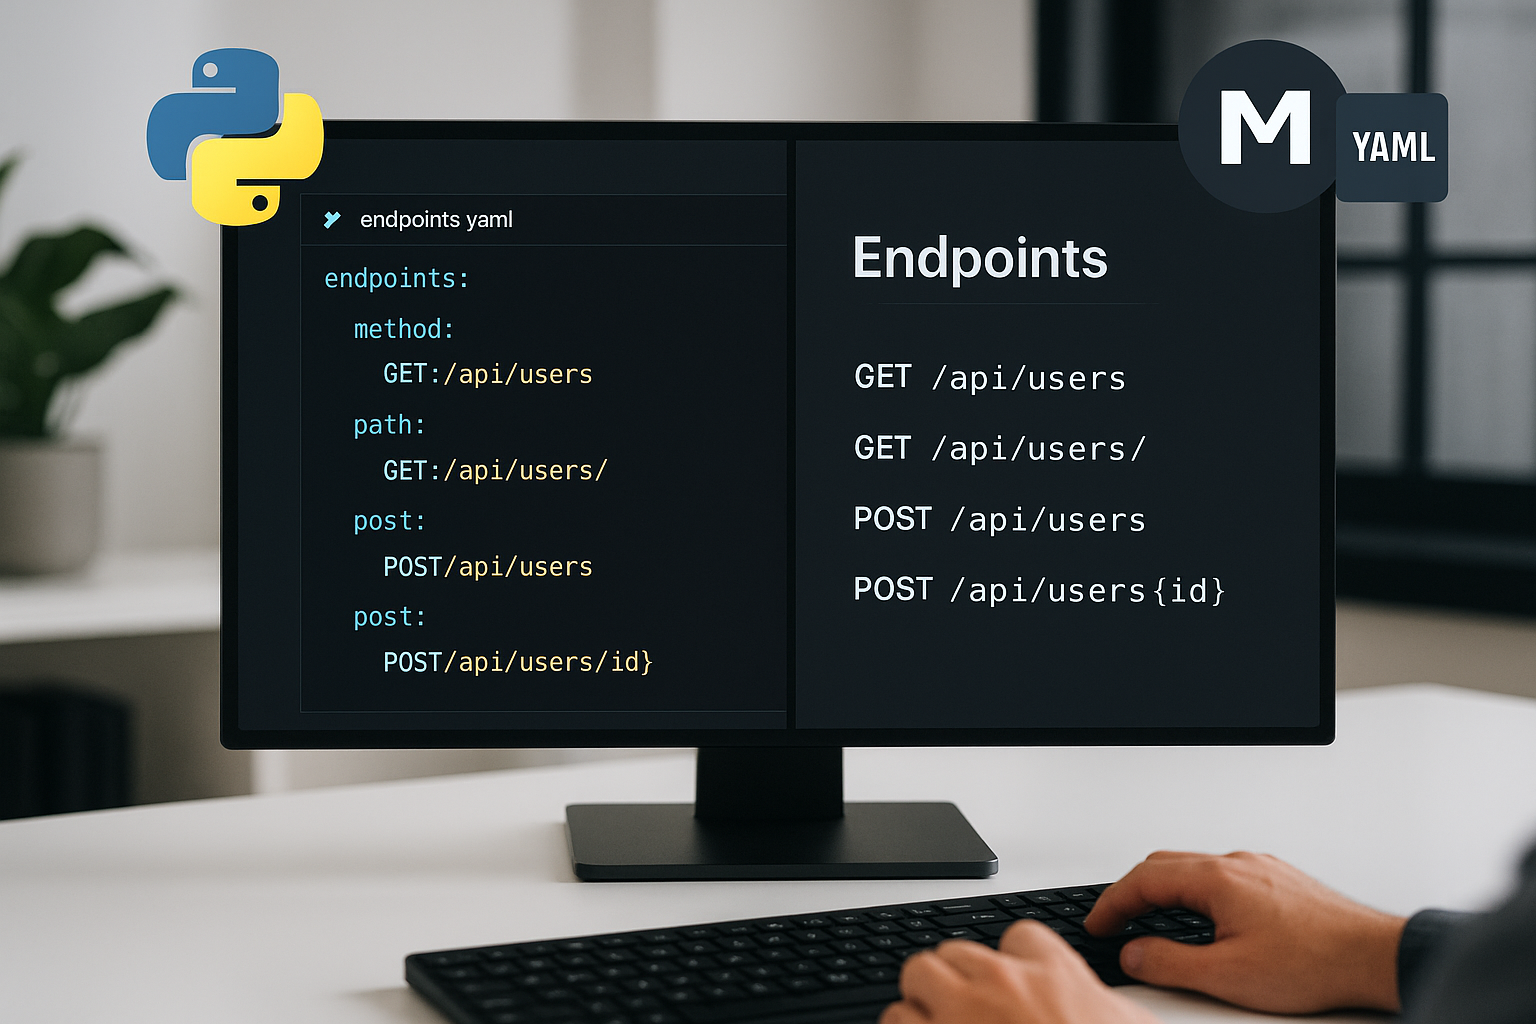 M
YAML
endpoints yaml
endpoints:
method:
GET:/api/users
path:
GET:/api/users/
post:
POST/api/users
post:
POST/api/users/id}
Endpoints
GET /api/users
GET /api/users/
POST /api/users
POST /api/users{id}